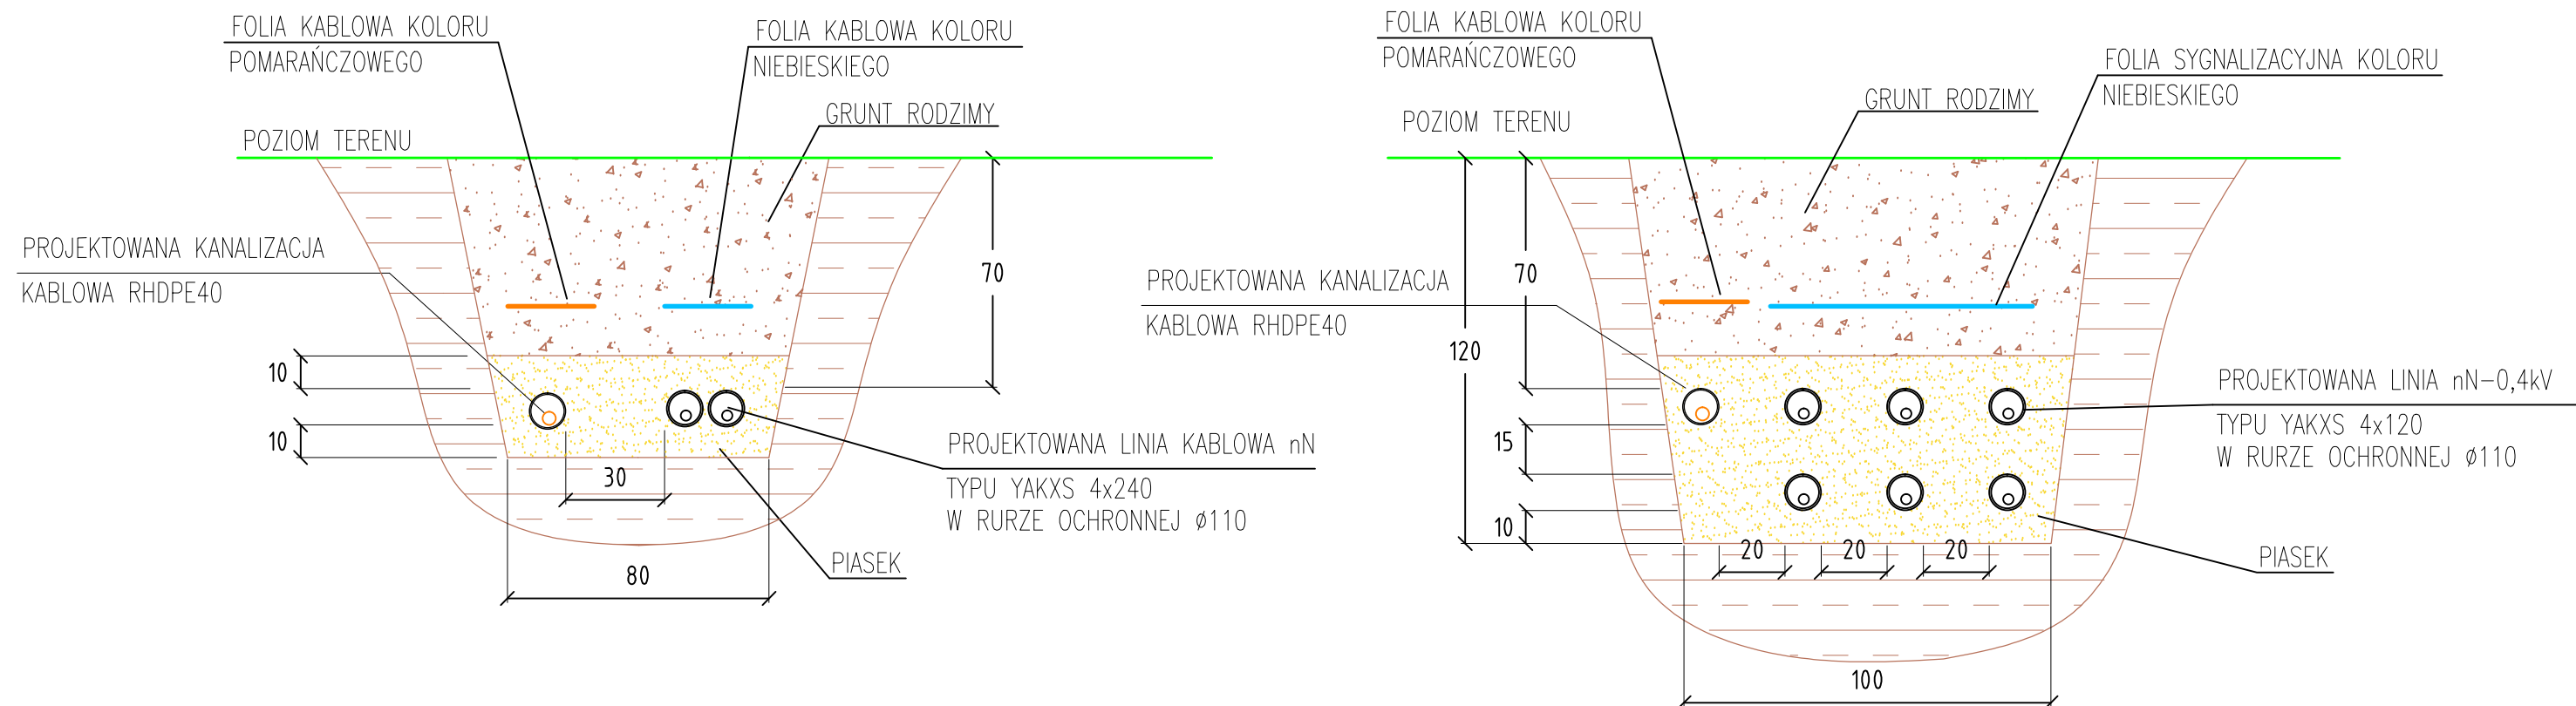 FOLIA KABLOWA KOLORU
POMARAŃCZOWEGO
FOLIA KABLOWA KOLORU
NIEBIESKIEGO
GRUNT RODZIMY
POZIOM TERENU
PROJEKTOWANA KANALIZACJA
KABLOWA RHDPE40
70
10
10
30
80
PROJEKTOWANA LINIA KABLOWA nN
TYPU YAKXS 4x240
W RURZE OCHRONNEJ ø110
PIASEK
FOLIA KABLOWA KOLORU
POMARAŃCZOWEGO
FOLIA SYGNALIZACYJNA KOLORU
NIEBIESKIEGO
GRUNT RODZIMY
POZIOM TERENU
PROJEKTOWANA KANALIZACJA
KABLOWA RHDPE40
70
120
15
10
20
20
20
100
PROJEKTOWANA LINIA nN-0,4kV
TYPU YAKXS 4x120
W RURZE OCHRONNEJ ø110
PIASEK